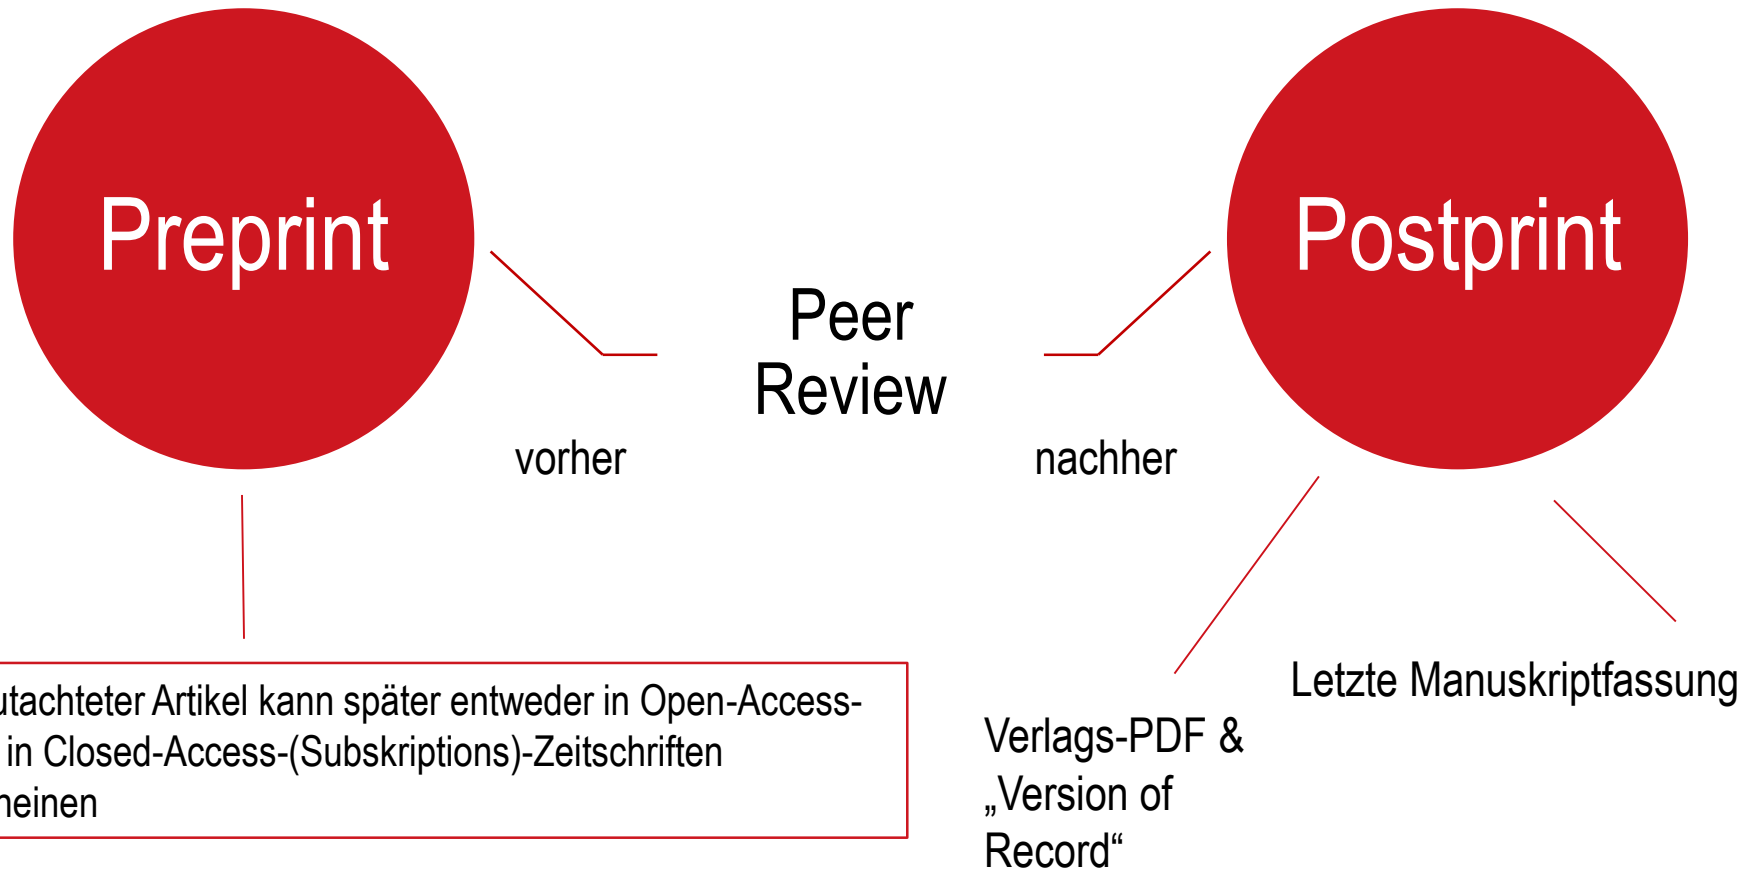 Preprint
Postprint
Peer
Review
vorher
nachher
utachteter Artikel kann später entweder in Open-Access-
in Closed-Access-(Subskriptions)-Zeitschriften
heinen
Letzte Manuskriptfassung
Verlags-PDF &
„Version of
Record“